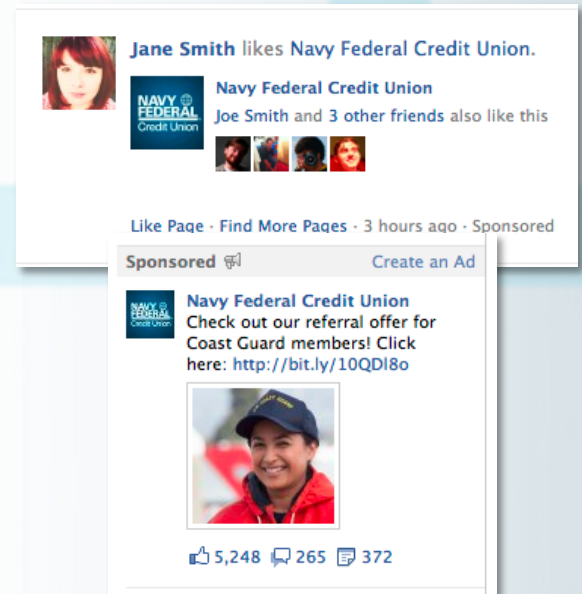 Jane Smith likes Navy Federal Credit Union.
NAVY
FEDERAL
Credit Union
Navy Federal Credit Union
Joe Smith and 3 other friends also like this
Like Page · Find More Pages · 3 hours ago · Sponsored
Sponsored Create an Ad
NAVY
FEDERAL
Credit Union
Navy Federal Credit Union
Check out our referral offer for
Coast Guard members! Click
here: http://bit.ly/10QDl8o
5,248 265 372